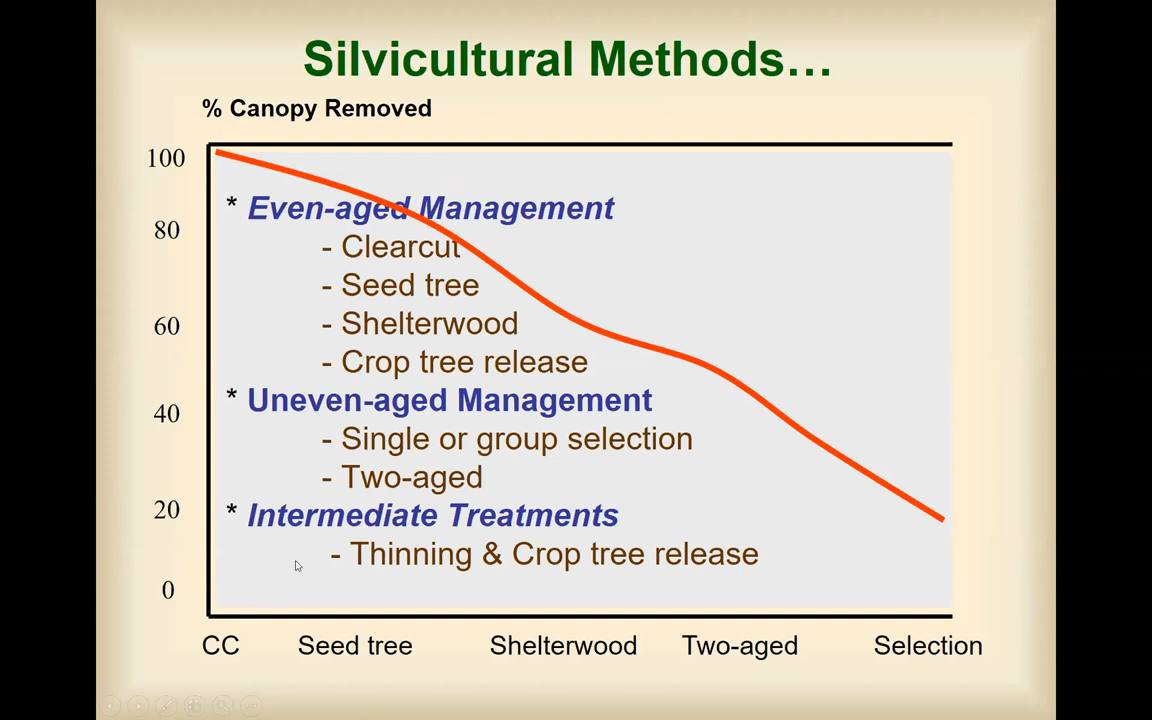 Silvicultural Methods…
% Canopy Removed
100
80
60
40
20
0
* Even-aged Management
- Clearcut
- Seed tree
- Shelterwood
- Crop tree release
* Uneven-aged Management
- Single or group selection
- Two-aged
* Intermediate Treatments
- Thinning & Crop tree release
CC Seed tree Shelterwood Two-aged Selection